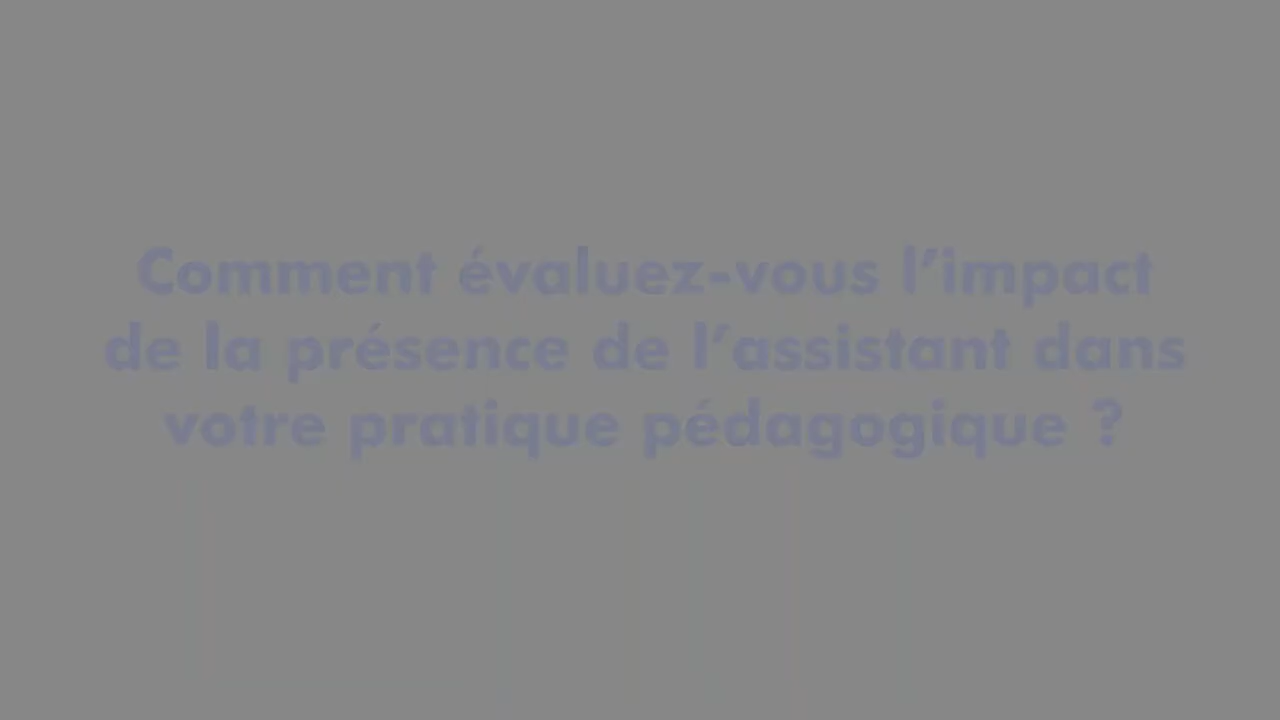 Comment évaluez-vous l’impact
de la présence de l’assistant dans
votre pratique pédagogique ?